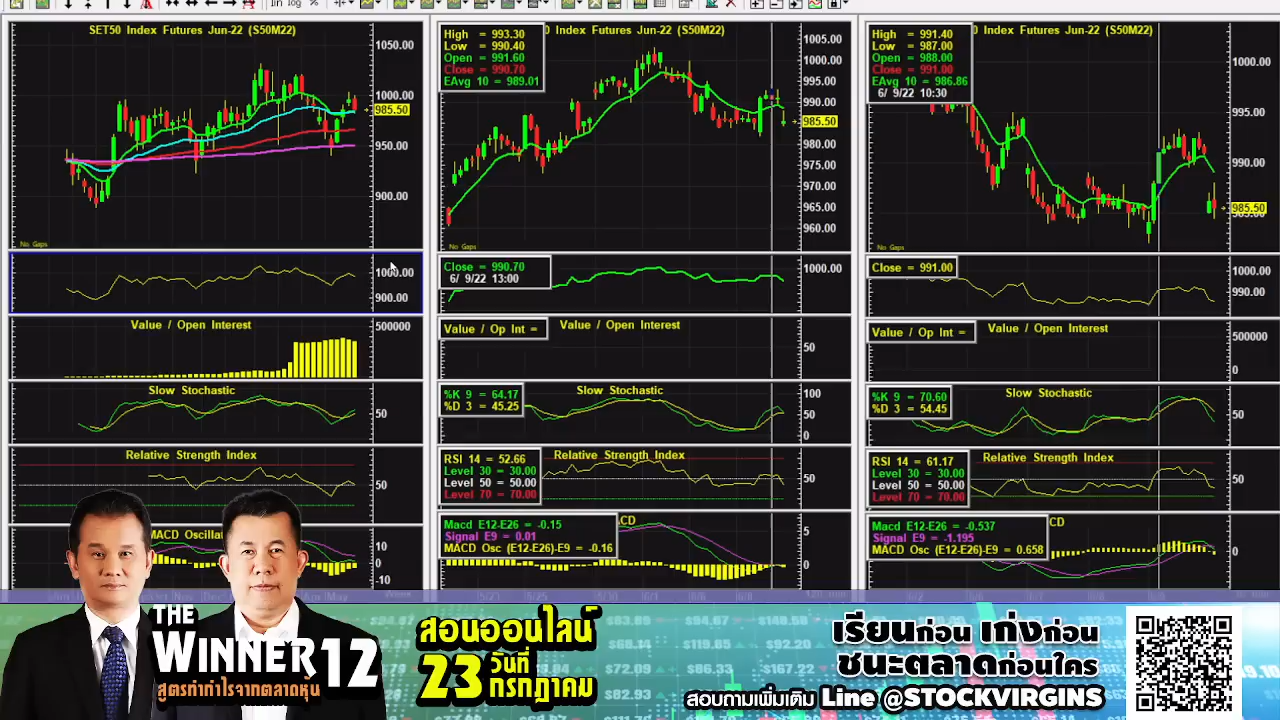 SET50 Index Futures Jun-22 (S50M22)
1050.00
1000.00
985.50
950.00
900.00
No Gaps
1000.00
900.00
Value / Open Interest
500000
Slow Stochastic
50
Relative Strength Index
50
MACD Oscillat
10
0
-10
High = 993.30
Low = 990.40
Open = 991.60
Close = 990.70
EAvg 10 = 989.01
0 Index Futures Jun-22 (S50M22)
1005.00
1000.00
995.00
990.00
985.50
980.00
975.00
970.00
965.00
960.00
No Gaps
Close = 990.70
6/ 9/22 13:00
1000.00
Value / Op Int =
Value / Open Interest
50
%K 9 = 64.17
%D 3 = 45.25
Slow Stochastic
100
50
0
RSI 14 = 52.66
Level 30 = 30.00
Level 50 = 50.00
Level 70 = 70.00
Relative Strength Index
50
Macd E12-E26 = -0.15
Signal E9 = 0.01
MACD Osc (E12-E26)-E9 = -0.16
CD
5
0
High = 991.40
Low = 987.00
Open = 988.00
Close = 991.00
EAvg 10 = 986.86
6/ 9/22 10:30
0 Index Futures Jun-22 (S50M22)
1000.00
995.00
990.00
985.50
No Gaps
Close = 991.00
1000.00
990.00
Value / Op Int =
Value / Open Interest
500000
0
%K 9 = 70.60
%D 3 = 54.45
Slow Stochastic
50
RSI 14 = 61.17
Level 30 = 30.00
Level 50 = 50.00
Level 70 = 70.00
Relative Strength Index
50
Macd E12-E26 = -0.537
Signal E9 = -1.195
MACD Osc (E12-E26)-E9 = 0.658
CD
0
THE
WINNER 12
สูตรทำกำไรจากตลาดหุ้น
สอนออนไลน์
วันที่
23 กรกฎาคม
เรียนก่อน เก่งก่อน
ชนะตลาดก่อนใคร
สอบถามเพิ่มเติม Line @STOCKVIRGINS